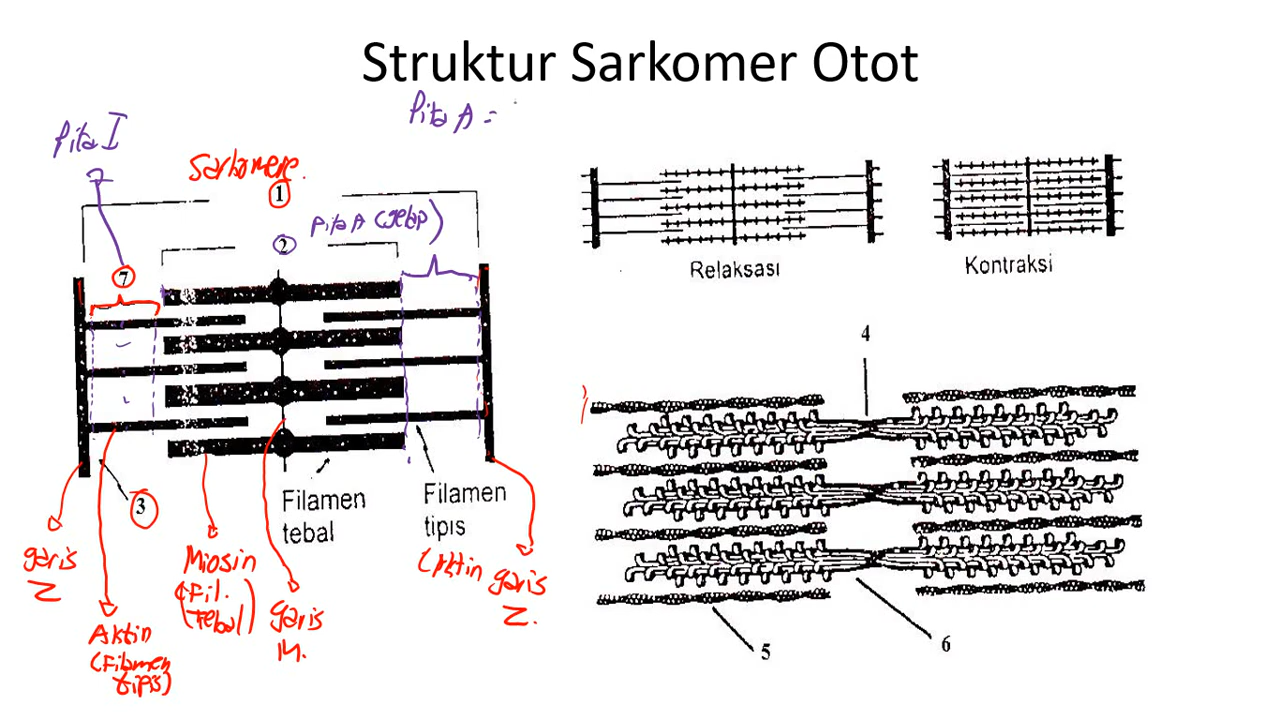 Struktur Sarkomer Otot
Pita I
Pita A =
Sarkomere
1
Pita A (Gelap)
2
7
Relaksasi
Kontraksi
4
3
Filamen
tebal
Filamen
tipis
(Aktin
garis
Z
Miosin
(Fil.
Tebal)
garis
M.
garis
Z.
Aktin
(Filamen
tipis)
5
6